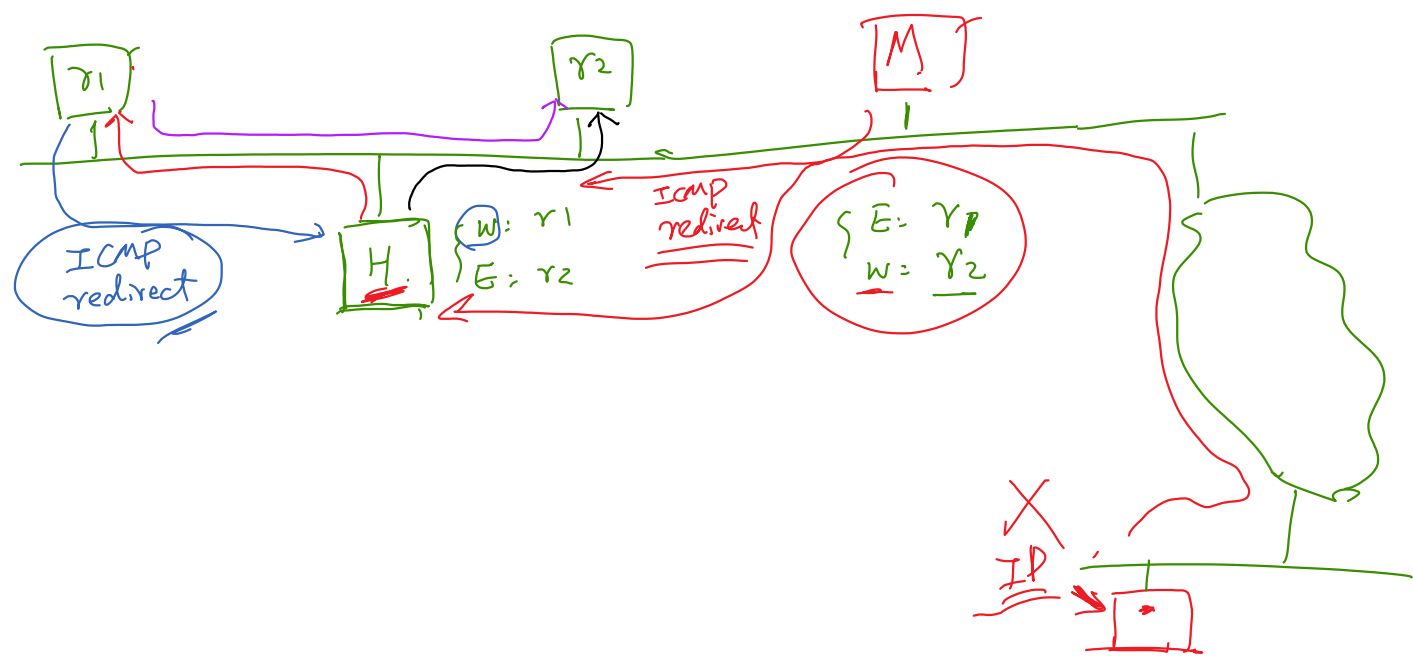 r1
r2
M
ICMP
redirect
H
w: r1
E: r2
ICMP
redirect
E: r1
w: r2
X
IP